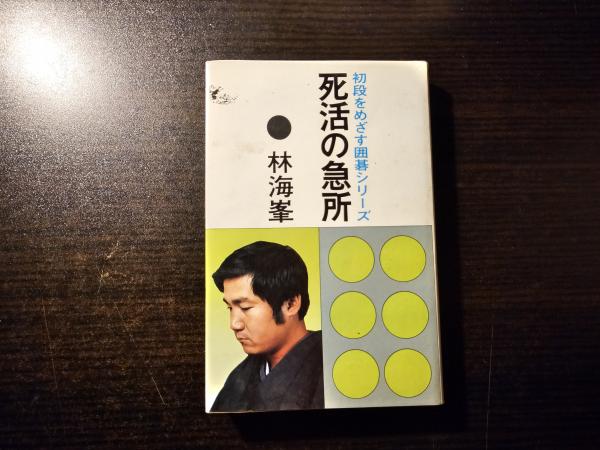 初段をめざす囲碁シリーズ
死活の急所
●林海峯